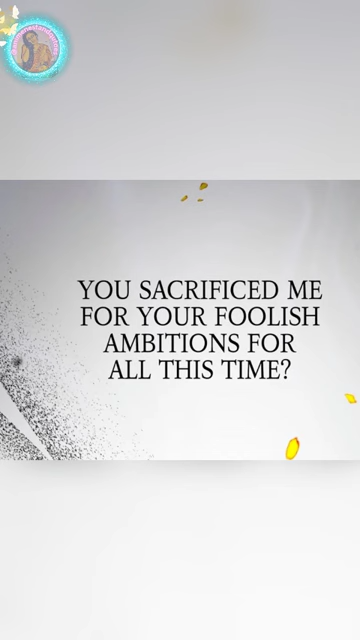 YOU SACRIFICED ME
FOR YOUR FOOLISH
AMBITIONS FOR
ALL THIS TIME?